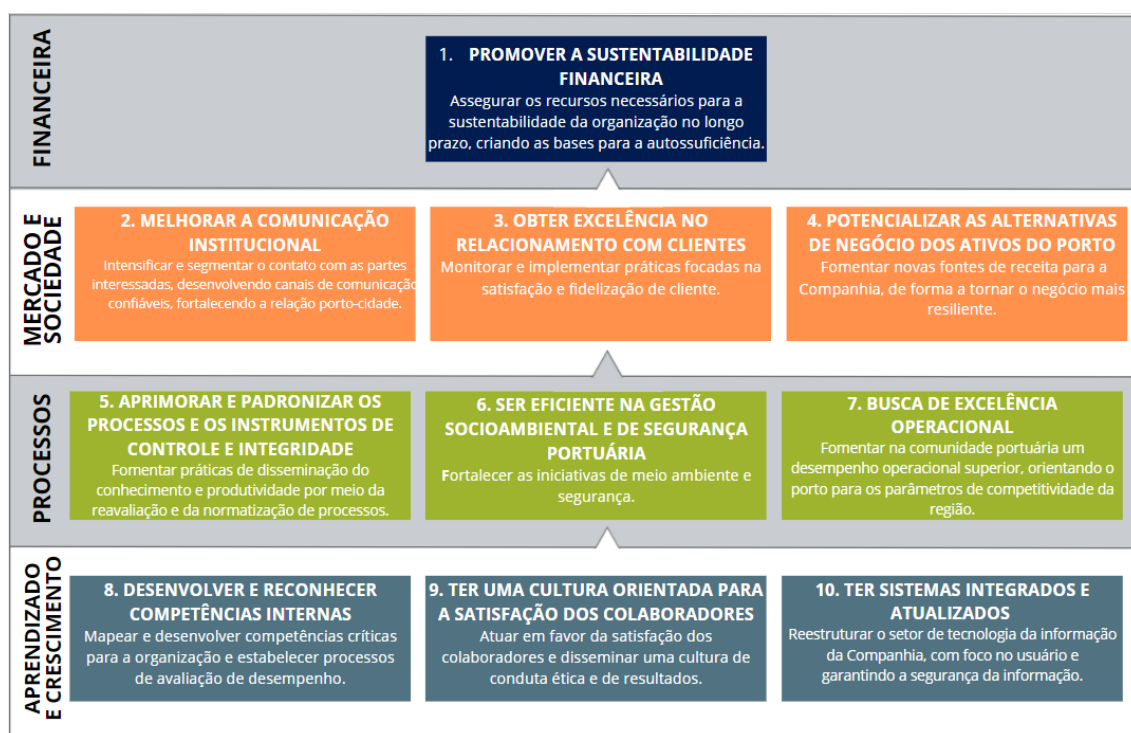 FINANCEIRA
1. PROMOVER A SUSTENTABILIDADE
FINANCEIRA
Assegurar os recursos necessários para a
sustentabilidade da organização no longo
prazo, criando as bases para a autossuficiência.
MERCADO E
SOCIEDADE
2. MELHORAR A COMUNICAÇÃO
INSTITUCIONAL
Intensificar e segmentar o contato com as partes
interessadas, desenvolvendo canais de comunicação
confiáveis, fortalecendo a relação porto-cidade.
3. OBTER EXCELÊNCIA NO
RELACIONAMENTO COM CLIENTES
Monitorar e implementar práticas focadas na
satisfação e fidelização de cliente.
4. POTENCIALIZAR AS ALTERNATIVAS
DE NEGÓCIO DOS ATIVOS DO PORTO
Fomentar novas fontes de receita para a
Companhia, de forma a tornar o negócio mais
resiliente.
PROCESSOS
5. APRIMORAR E PADRONIZAR OS
PROCESSOS E OS INSTRUMENTOS DE
CONTROLE E INTEGRIDADE
Fomentar práticas de disseminação do
conhecimento e produtividade por meio da
reavaliação e da normatização de processos.
6. SER EFICIENTE NA GESTÃO
SOCIOAMBIENTAL E DE SEGURANÇA
PORTUÁRIA
Fortalecer as iniciativas de meio ambiente e
segurança.
7. BUSCA DE EXCELÊNCIA
OPERACIONAL
Fomentar na comunidade portuária um
desempenho operacional superior, orientando o
porto para os parâmetros de competitividade da
região.
APRENDIZADO
E CRESCIMENTO
8. DESENVOLVER E RECONHECER
COMPETÊNCIAS INTERNAS
Mapear e desenvolver competências críticas
para a organização e estabelecer processos
de avaliação de desempenho.
9. TER UMA CULTURA ORIENTADA PARA
A SATISFAÇÃO DOS COLABORADORES
Atuar em favor da satisfação dos
colaboradores e disseminar uma cultura de
conduta ética e de resultados.
10. TER SISTEMAS INTEGRADOS E
ATUALIZADOS
Reestruturar o setor de tecnologia da informação
da Companhia, com foco no usuário e
garantindo a segurança da informação.